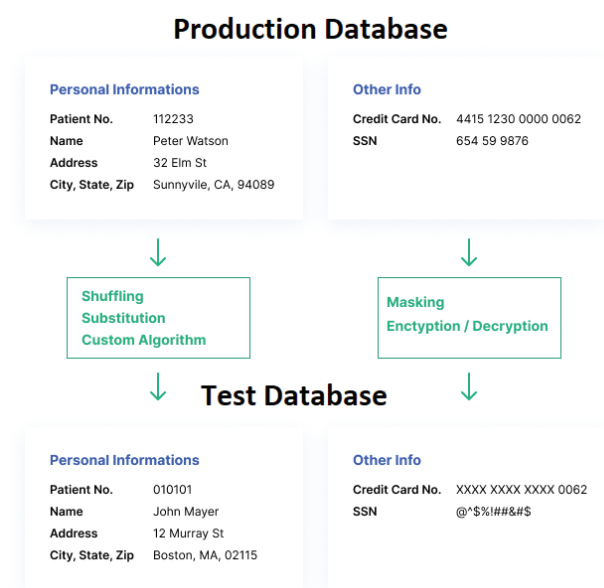 Production Database
Personal Informations
Patient No. 112233
Name Peter Watson
Address 32 Elm St
City, State, Zip Sunnyvile, CA, 94089
Other Info
Credit Card No. 4415 1230 0000 0062
SSN 654 59 9876
Shuffling
Substitution
Custom Algorithm
Masking
Enctyption / Decryption
Test Database
Personal Informations
Patient No. 010101
Name John Mayer
Address 12 Murray St
City, State, Zip Boston, MA, 02115
Other Info
Credit Card No. XXXX XXXX XXXX 0062
SSN @^$%!##&#$